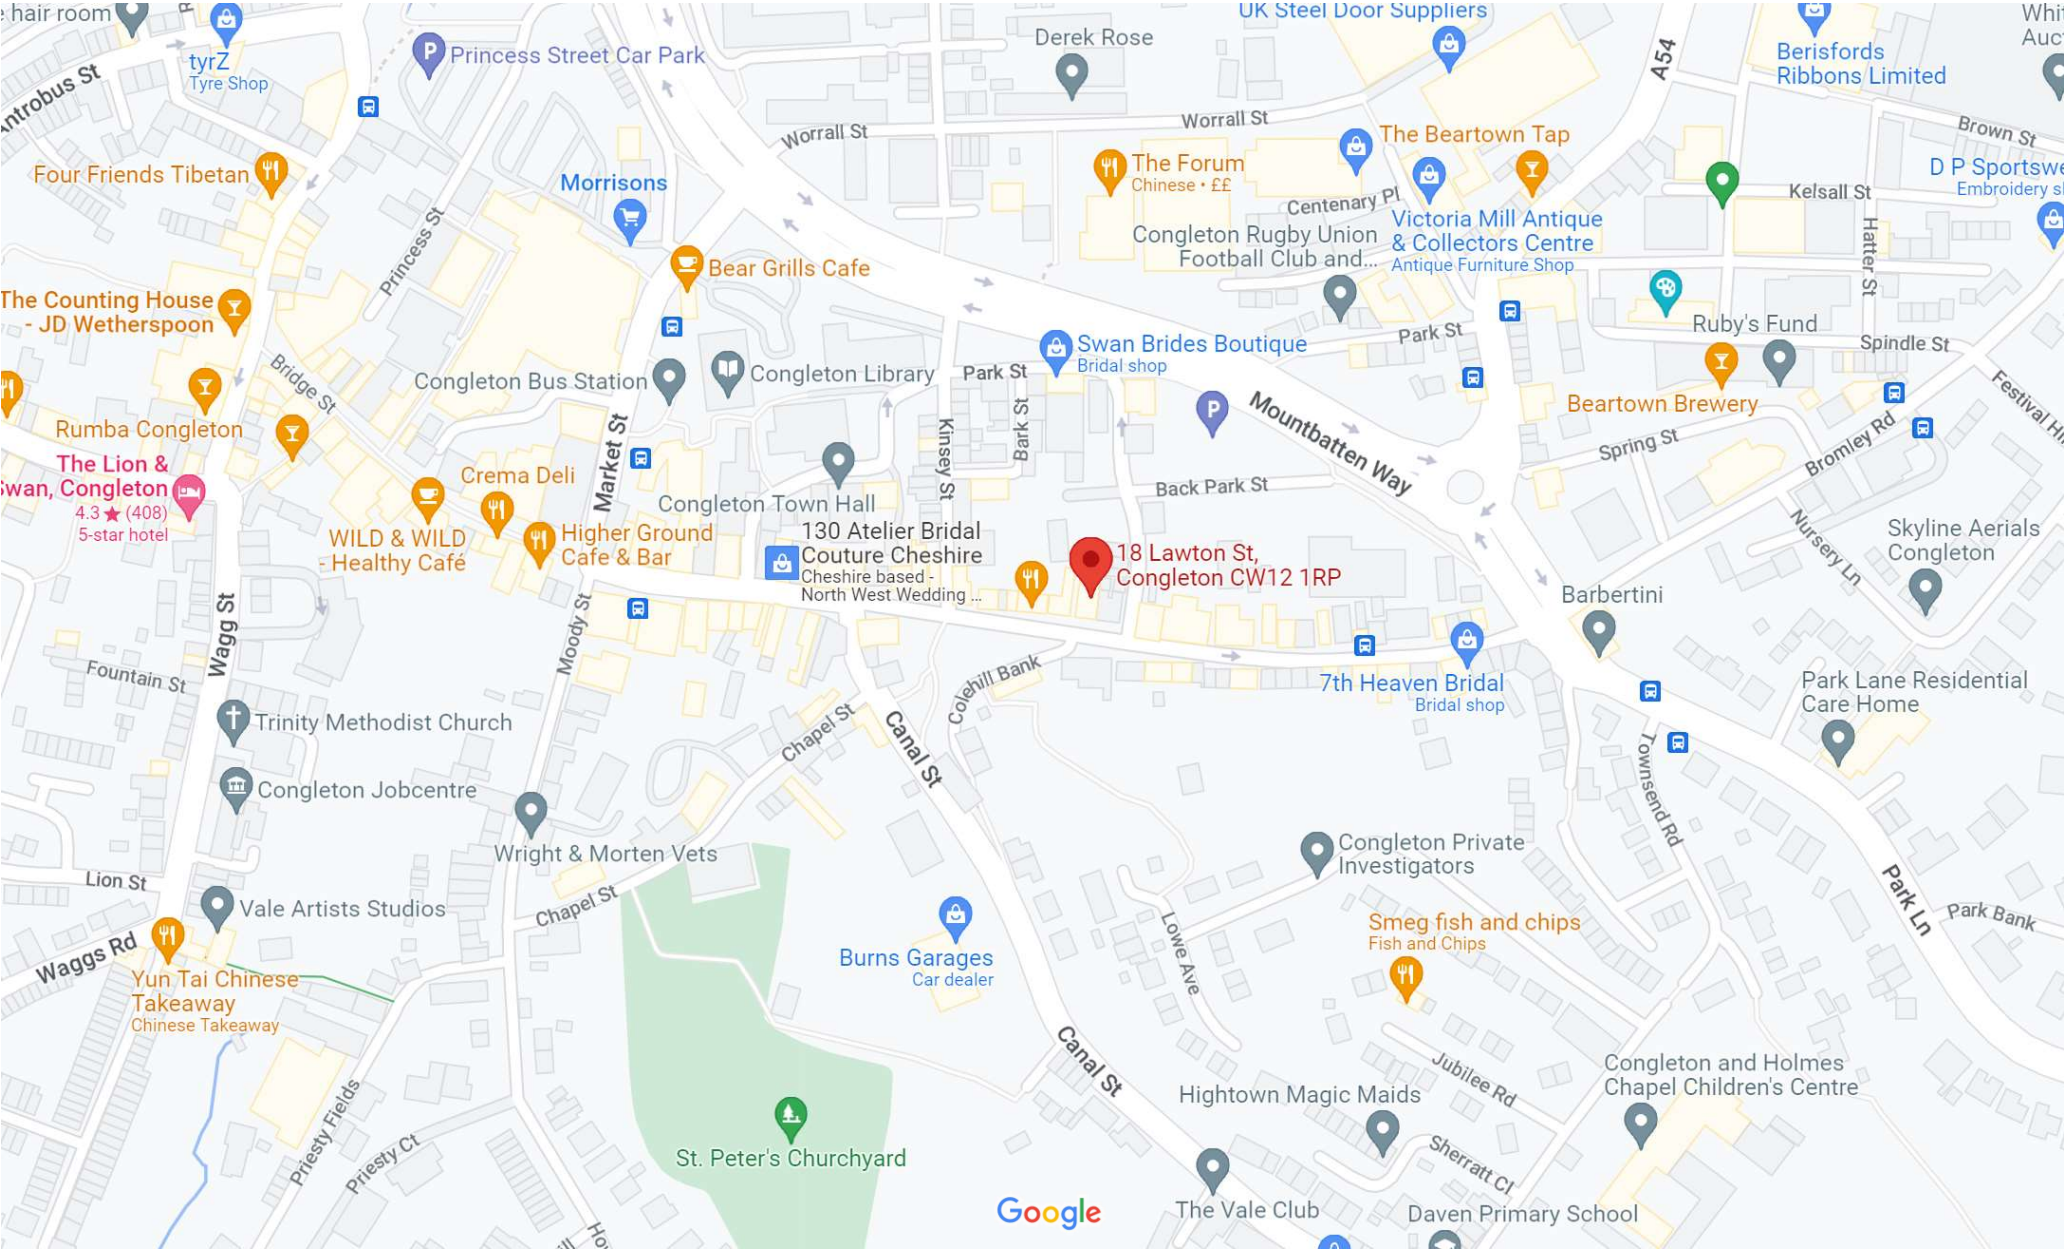 e hair room
tyrZ
Tyre Shop
Antrobus St
Princess Street Car Park
Derek Rose
UK Steel Door Suppliers
A54
Berisfords
Ribbons Limited
Whi
Auc
Worrall St
Worrall St
Brown St
Four Friends Tibetan
Morrisons
The Forum
Chinese • ££
The Beartown Tap
D P Sportswe
Embroidery sh
Kelsall St
Centenary Pl
Princess St
Victoria Mill Antique
& Collectors Centre
Antique Furniture Shop
Congleton Rugby Union
Football Club and...
Hatter St
Bear Grills Cafe
The Counting House
- JD Wetherspoon
Bridge St
Swan Brides Boutique
Bridal shop
Park St
Ruby's Fund
Spindle St
Congleton Bus Station
Congleton Library
Park St
Bark St
Kinsey St
Market St
P
P
Mountbatten Way
Beartown Brewery
Festival Hi
Spring St
Bromley Rd
Rumba Congleton
The Lion &
Swan, Congleton
4.3 ★ (408)
5-star hotel
Crema Deli
WILD & WILD
- Healthy Café
Higher Ground
Cafe & Bar
Congleton Town Hall
130 Atelier Bridal
Couture Cheshire
Cheshire based -
North West Wedding ...
Back Park St
18 Lawton St,
Congleton CW12 1RP
Nursery Ln
Skyline Aerials
Congleton
Barbertini
Wagg St
Moody St
Fountain St
Colehill Bank
7th Heaven Bridal
Bridal shop
Park Lane Residential
Care Home
Trinity Methodist Church
Chapel St
Canal St
Townsend Rd
Congleton Jobcentre
Wright & Morten Vets
Congleton Private
Investigators
Lion St
Vale Artists Studios
Chapel St
Park Ln
Park Bank
Waggs Rd
Yun Tai Chinese
Takeaway
Chinese Takeaway
Burns Garages
Car dealer
Lowe Ave
Smeg fish and chips
Fish and Chips
Canal St
Jubilee Rd
Congleton and Holmes
Chapel Children's Centre
Priesty Fields
Priesty Ct
Hightown Magic Maids
Sherratt Cl
St. Peter's Churchyard
Google
The Vale Club
Daven Primary School